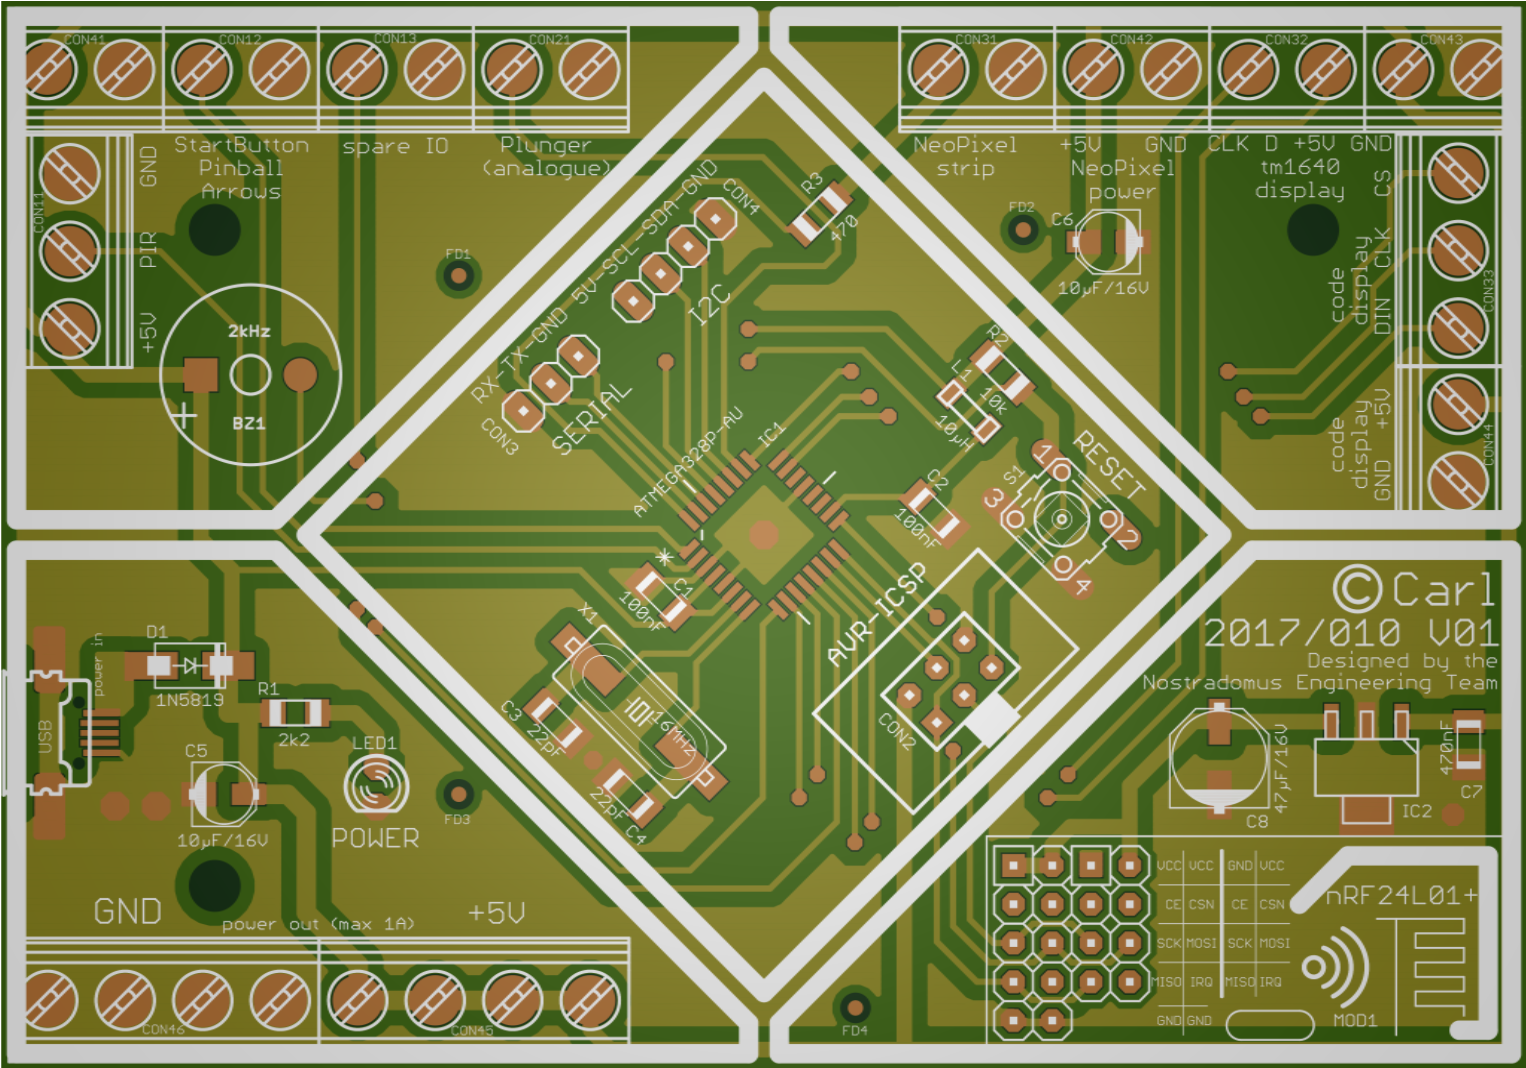 CON41
CON12
CON13
CON21
CON31
CON42
CON32
CON43
StartButton
Pinball
Arrows
spare IO
Plunger
(analogue)
NeoPixel
strip
+5V
GND
NeoPixel
power
CLK D +5V GND
tm1640
display
CON11
GND
PIR
+5V
CS
CLK
DIN
code
display
CON33
+5V
GND
code
display
CON44
FD1
FD2
C6
10µF/16V
2kHz
+
BZ1
R3
470
5V-SCL-SDA-GND
CON4
I2C
RX-TX-GND
CON3
SERIAL
R2
10k
L1
10µH
ATMEGA328P-AU
IC1
C2
100nF
S1
RESET
1
2
3
4
C1
100nF
X1
16MHz
C3
22pF
22pF
C4
AVR-ICSP
CON2
D1
1N5819
power in
USB
R1
2k2
C5
10µF/16V
LED1
POWER
FD3
GND
power out (max 1A)
+5V
CON46
CON45
FD4
© Carl
2017/010 V01
Designed by the
Nostradomus Engineering Team
47µF/16V
C8
IC2
470nF
C7
VCC VCC GND VCC
CE CSN CE CSN
SCK MOSI SCK MOSI
MISO IRQ MISO IRQ
GND GND
nRF24L01+
MOD1